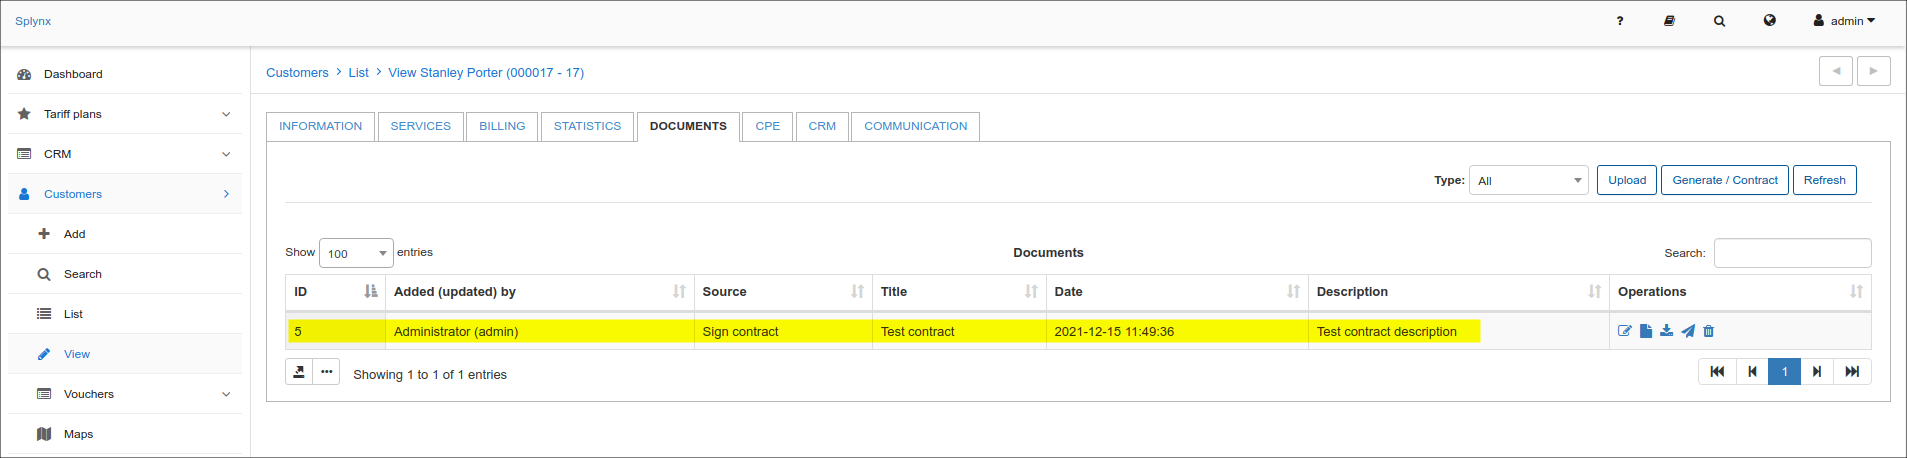 Splynx
? admin
Dashboard
Tariff plans
CRM
Customers
Add
Search
List
View
Vouchers
Maps
Customers > List > View Stanley Porter (000017 - 17)
INFORMATION SERVICES BILLING STATISTICS DOCUMENTS CPE CRM COMMUNICATION
Type: All Upload Generate / Contract Refresh
Show 100 entries Documents Search:
ID Added (updated) by Source Title Date Description Operations
5 Administrator (admin) Sign contract Test contract 2021-12-15 11:49:36 Test contract description
... Showing 1 to 1 of 1 entries 1